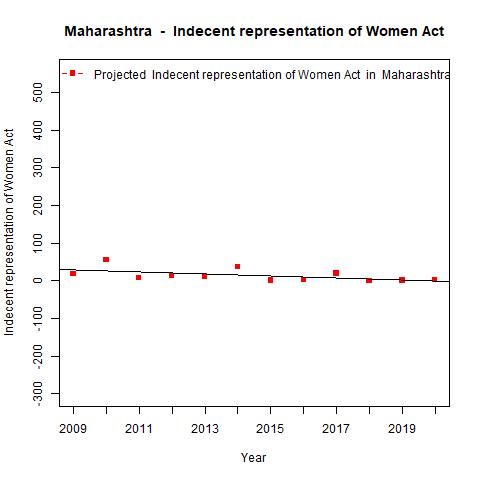 Maharashtra - Indecent representation of Women Act
Projected Indecent representation of Women Act in Maharashtra
Indecent representation of Women Act
500
400
300
200
100
0
-100
-200
-300
2009 2011 2013 2015 2017 2019
Year